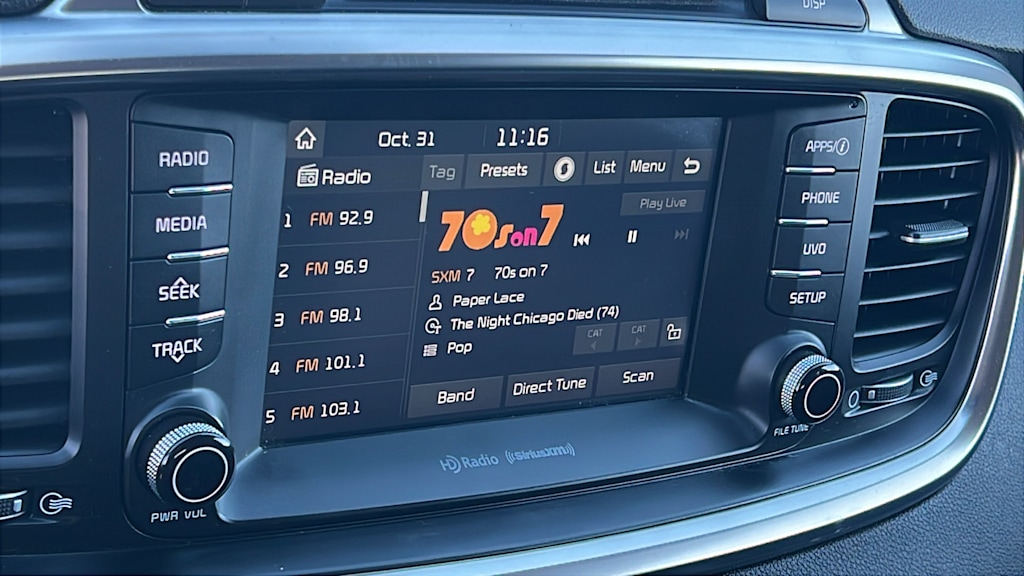 DISP
RADIO
MEDIA
SEEK
TRACK
PWR VOL
Oct. 31 11:16
Radio Tag Presets List Menu
1 FM 92.9
2 FM 96.9
3 FM 98.1
4 FM 101.1
5 FM 103.1
Play Live
70s on 7
SXM 7 70s on 7
Paper Lace
The Night Chicago Died (74)
Pop
CAT CAT
Band Direct Tune Scan
HD Radio ((SiriusXM))
APPS/i
PHONE
UVO
SETUP
FILE TUNE